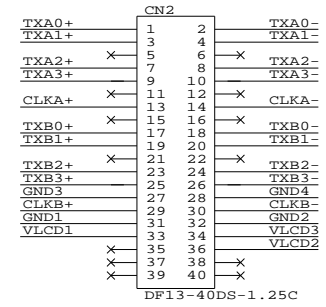 CN2
TXA0+ 1 2 TXA0-
TXA1+ 3 4 TXA1-
5 6
TXA2+ 7 8 TXA2-
TXA3+ 9 10 TXA3-
11 12
CLKA+ 13 14 CLKA-
15 16
TXB0+ 17 18 TXB0-
TXB1+ 19 20 TXB1-
21 22
TXB2+ 23 24 TXB2-
TXB3+ 25 26 TXB3-
GND3 27 28 GND4
CLKB+ 29 30 CLKB-
GND1 31 32 GND2
VLCD1 33 34 VLCD3
35 36 VLCD2
37 38
39 40
DF13-40DS-1.25C